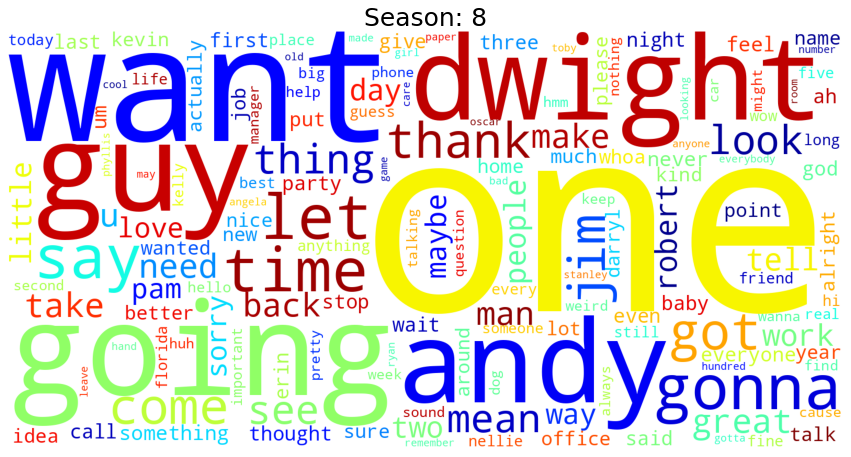 Season: 8
today last kevin actually first place old big life cool job manager um help put
want
made girl paper give phone care guess day
dwight
three toby hmm please nothing night feel car might looking wow room name number five ah
guy
phyllis may kelly thing game
oscar thank make look anyone long
little u love best party nice new angela
let
talking maybe question
one
home bad much whoa people keep never kind everybody god
say
wanted need anything time
jim darryl robert point tell alright friend hi
second pam hello sorry back stop every stanley weird baby wanna real
take better florida huh
going
hand leave come important see erin pretty week ryan
wait man someone lot even still
andy
around dog always
got everyone work year hundred find
gonna
idea call something thought sure two sound remember mean nellie way office said great gotta fine cause talk